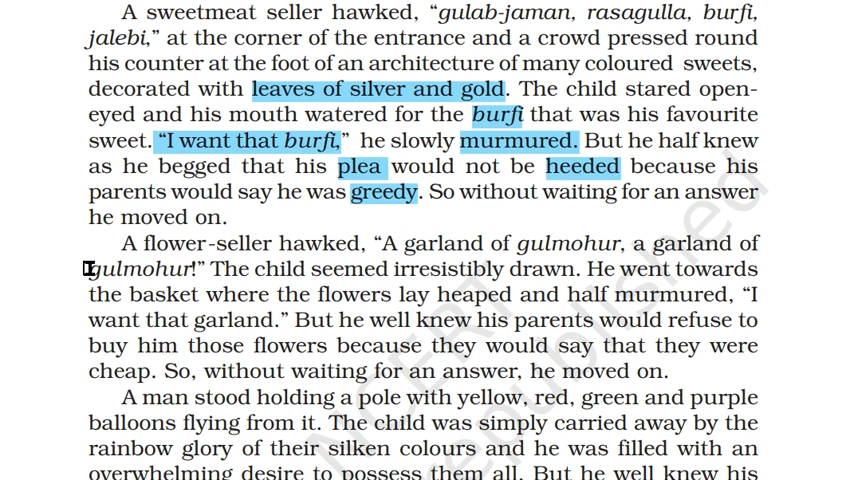 A sweetmeat seller hawked, “gulab-jaman, rasagulla, burfi,
jalebi,” at the corner of the entrance and a crowd pressed round
his counter at the foot of an architecture of many coloured sweets,
decorated with leaves of silver and gold. The child stared open-
eyed and his mouth watered for the burfi that was his favourite
sweet. “I want that burfi,” he slowly murmured. But he half knew
as he begged that his plea would not be heeded because his
parents would say he was greedy. So without waiting for an answer
he moved on.
A flower-seller hawked, “A garland of gulmohur, a garland of
gulmohur!” The child seemed irresistibly drawn. He went towards
the basket where the flowers lay heaped and half murmured, “I
want that garland.” But he well knew his parents would refuse to
buy him those flowers because they would say that they were
cheap. So, without waiting for an answer, he moved on.
A man stood holding a pole with yellow, red, green and purple
balloons flying from it. The child was simply carried away by the
rainbow glory of their silken colours and he was filled with an
overwhelming desire to possess them all. But he well knew his
NCERT
republished